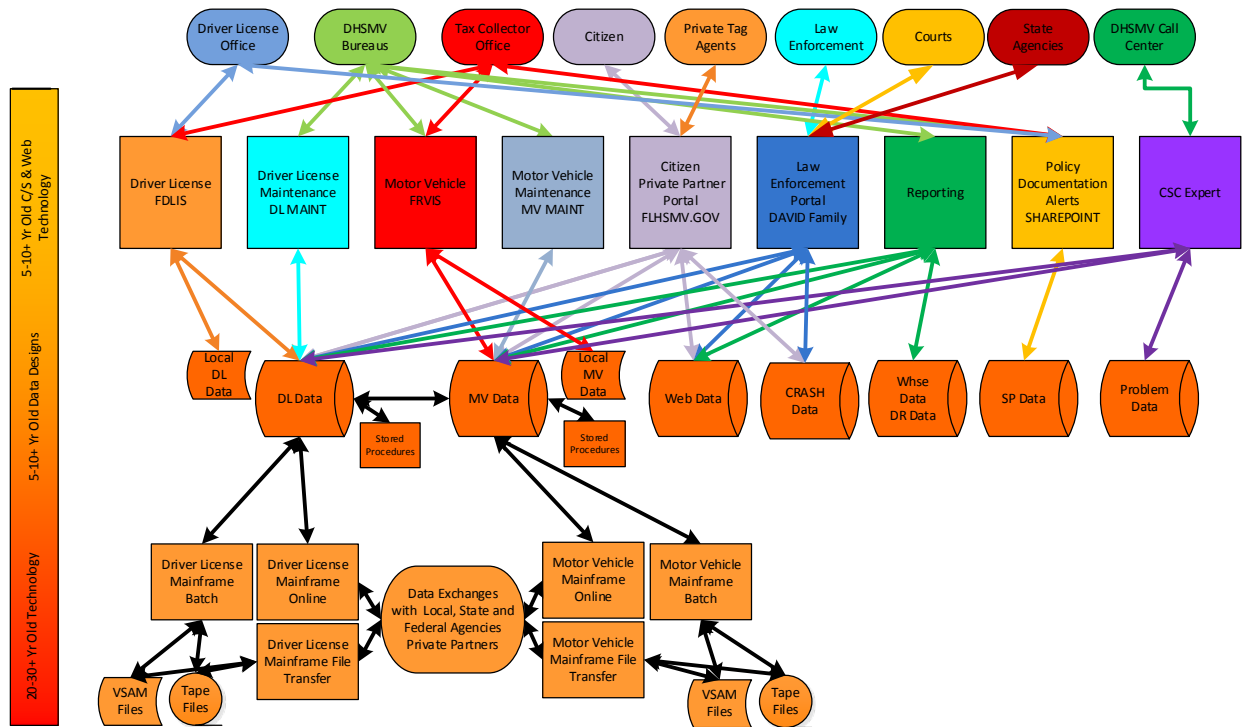 Driver License
Office
DHSMV
Bureaus
Tax Collector
Office
Citizen
Private Tag
Agents
Law
Enforcement
Courts
State
Agencies
DHSMV Call
Center
5-10+ Yr Old C/S & Web
Technology
5-10+ Yr Old Data Designs
20-30+ Yr Old Technology
Driver License
FDLIS
Driver License
Maintenance
DL MAINT
Motor Vehicle
FRVIS
Motor Vehicle
Maintenance
MV MAINT
Citizen
Private Partner
Portal
FLHSMV.GOV
Law
Enforcement
Portal
DAVID Family
Reporting
Policy
Documentation
Alerts
SHAREPOINT
CSC Expert
Local
DL
Data
DL Data
Stored
Procedures
MV Data
Local
MV
Data
Stored
Procedures
Web Data
CRASH
Data
Whse
Data
DR Data
SP Data
Problem
Data
Driver License
Mainframe
Batch
Driver License
Mainframe
Online
Data Exchanges
with Local, State and
Federal Agencies
Private Partners
Motor Vehicle
Mainframe
Online
Motor Vehicle
Mainframe
Batch
Driver License
Mainframe File
Transfer
Motor Vehicle
Mainframe File
Transfer
VSAM
Files
Tape
Files
VSAM
Files
Tape
Files